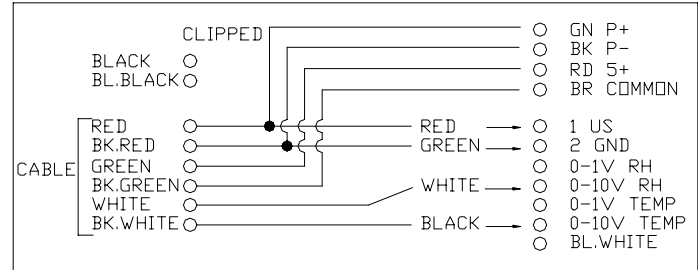 CLIPPED
BLACK
BL.BLACK
CABLE
RED
BK.RED
GREEN
BK.GREEN
WHITE
BK.WHITE
RED
GREEN
WHITE
BLACK
GN P+
BK P-
RD 5+
BR COMMON
1 US
2 GND
0-1V RH
0-10V RH
0-1V TEMP
0-10V TEMP
BL.WHITE